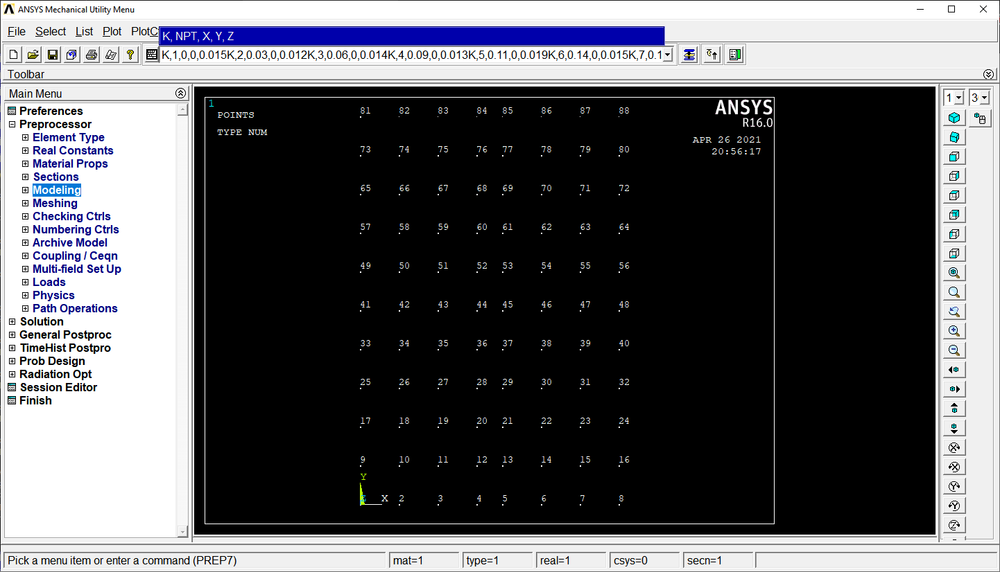 ANSYS Mechanical Utility Menu
File Select List Plot PlotC
K, NPT, X, Y, Z
K,1,0,0.015K,2,0.03,0,0.012K,3,0.06,0,0.014K,4,0.09,0,0.013K,5,0.11,0,0.019K,6,0.14,0,0.015K,7,0.1
Toolbar
Main Menu
Preferences
Preprocessor
Element Type
Real Constants
Material Props
Sections
Modeling
Meshing
Checking Ctrls
Numbering Ctrls
Archive Model
Coupling / Ceqn
Multi-field Set Up
Loads
Physics
Path Operations
Solution
General Postproc
TimeHist Postpro
Prob Design
Radiation Opt
Session Editor
Finish
1
POINTS
TYPE NUM
ANSYS
R16.0
APR 26 2021
20:56:17
81 82 83 84 85 86 87 88
73 74 75 76 77 78 79 80
65 66 67 68 69 70 71 72
57 58 59 60 61 62 63 64
49 50 51 52 53 54 55 56
41 42 43 44 45 46 47 48
33 34 35 36 37 38 39 40
25 26 27 28 29 30 31 32
17 18 19 20 21 22 23 24
9 10 11 12 13 14 15 16
Y
X 2 3 4 5 6 7 8
1 3
Pick a menu item or enter a command (PREP7) mat=1 type=1 real=1 csys=0 secn=1